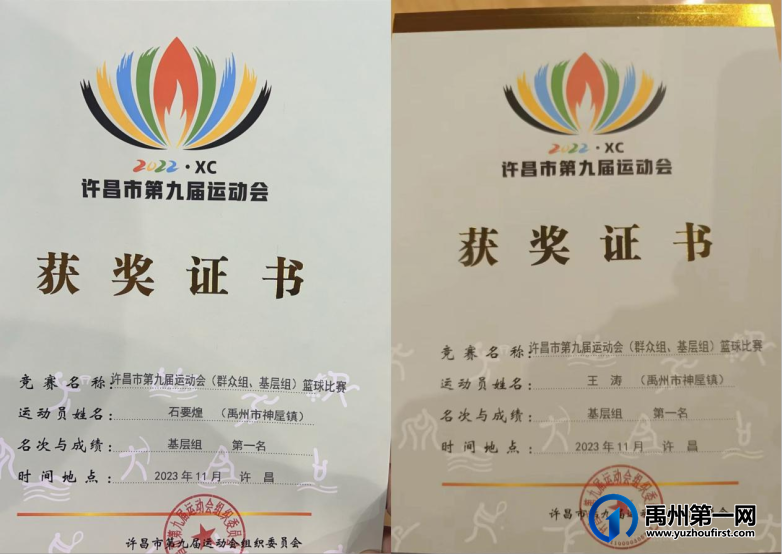 2022·XC
许昌市第九届运动会
获奖证书
竞赛名称：许昌市第九届运动会（群众组、基层组）篮球比赛
运动员姓名：石要煌 （禹州市神垕镇）
名次与成绩：基层组 第一名
时间地点：2023年11月 许昌
许昌市第九届运动会组织委员会
2022·XC
许昌市第九届运动会
获奖证书
竞赛名称：许昌市第九届运动会（群众组、基层组）篮球比赛
运动员姓名：王涛 （禹州市神垕镇）
名次与成绩：基层组 第一名
时间地点：2023年11月 许昌
许昌市第九届运动会
禹州第一网
www.yuzhoufirst.com